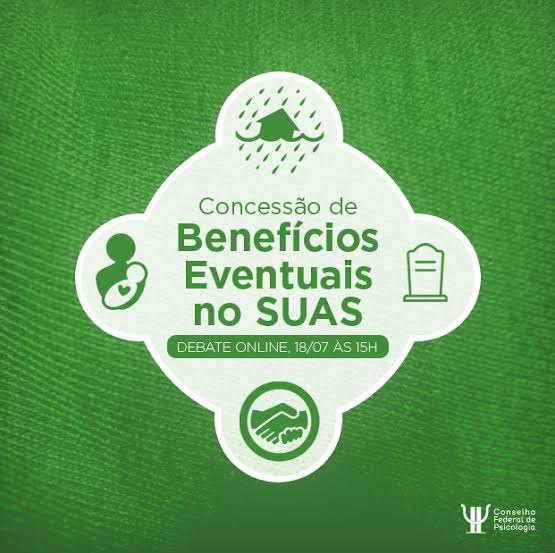 Concessão de
Benefícios
Eventuais
no SUAS
DEBATE ONLINE, 18/07 ÀS 15H
Conselho
Federal de
Psicologia